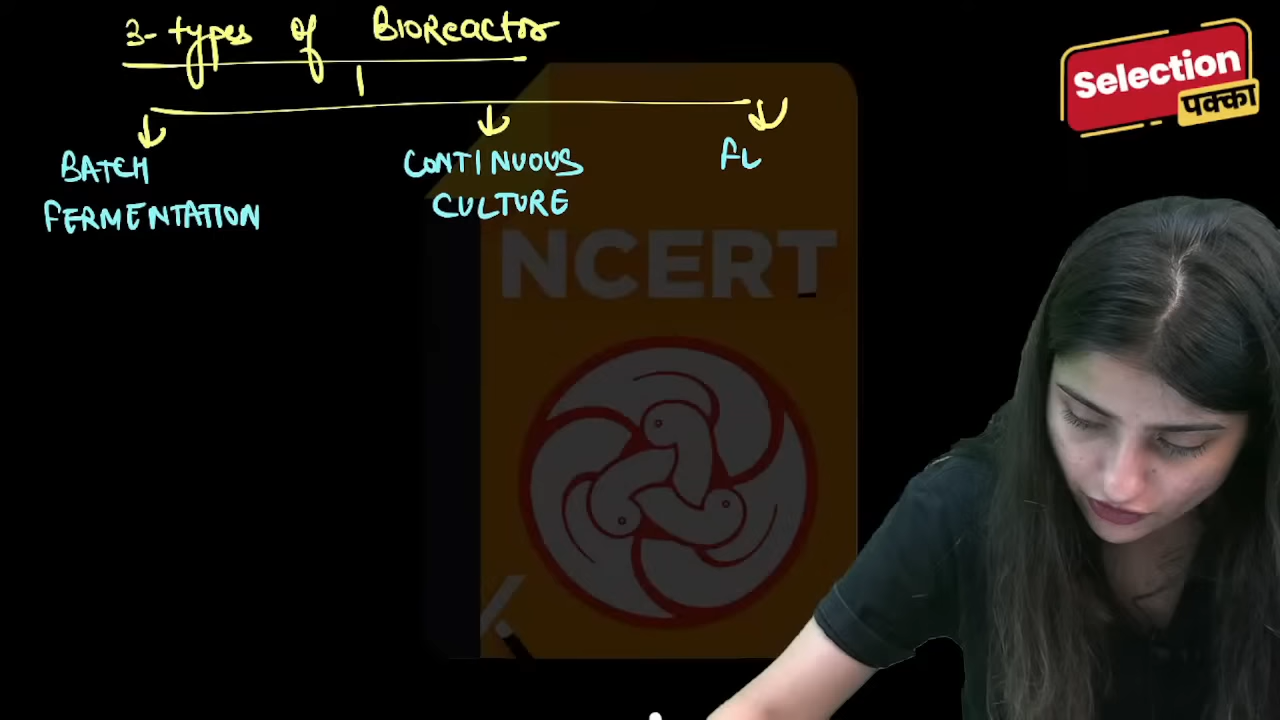 3- types of BIOReactor
BATCH
FERMENTATION
CONTINUOUS
CULTURE
FL
NCERT
Selection
पक्का